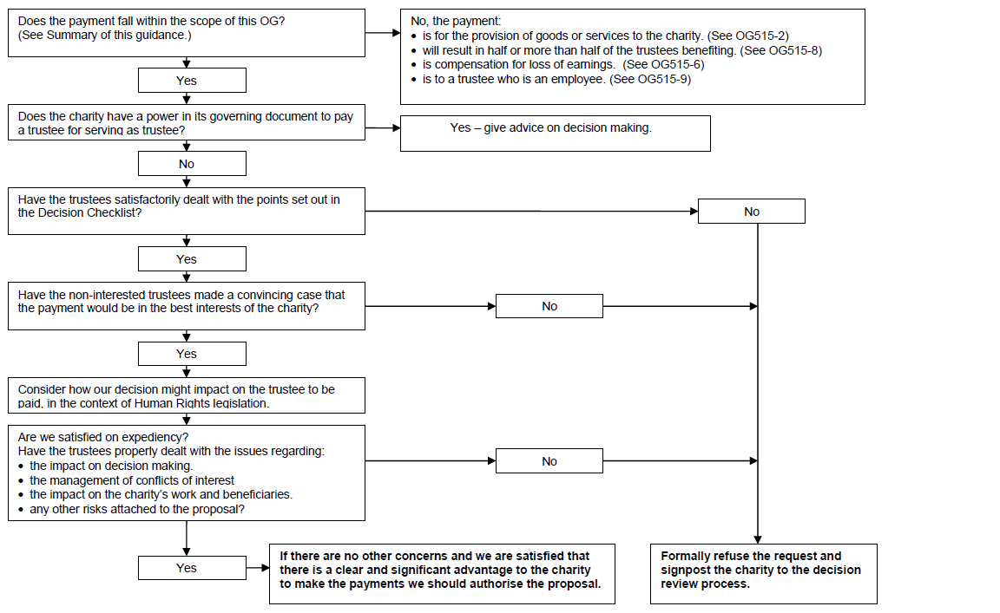 Does the payment fall within the scope of this OG?
(See Summary of this guidance.)
No, the payment:
• is for the provision of goods or services to the charity. (See OG515-2)
• will result in half or more than half of the trustees benefiting. (See OG515-8)
• is compensation for loss of earnings.  (See OG515-6)
• is to a trustee who is an employee. (See OG515-9)
Yes
Does the charity have a power in its governing document to pay
a trustee for serving as trustee?
Yes – give advice on decision making.
No
Have the trustees satisfactorily dealt with the points set out in
the Decision Checklist?
No
Yes
Have the non-interested trustees made a convincing case that
the payment would be in the best interests of the charity?
No
Yes
Consider how our decision might impact on the trustee to be
paid, in the context of Human Rights legislation.
Are we satisfied on expediency?
Have the trustees properly dealt with the issues regarding:
• the impact on decision making.
• the management of conflicts of interest
• the impact on the charity's work and beneficiaries.
• any other risks attached to the proposal?
No
Yes
If there are no other concerns and we are satisfied that
there is a clear and significant advantage to the charity
to make the payments we should authorise the proposal.
Formally refuse the request and
signpost the charity to the decision
review process.